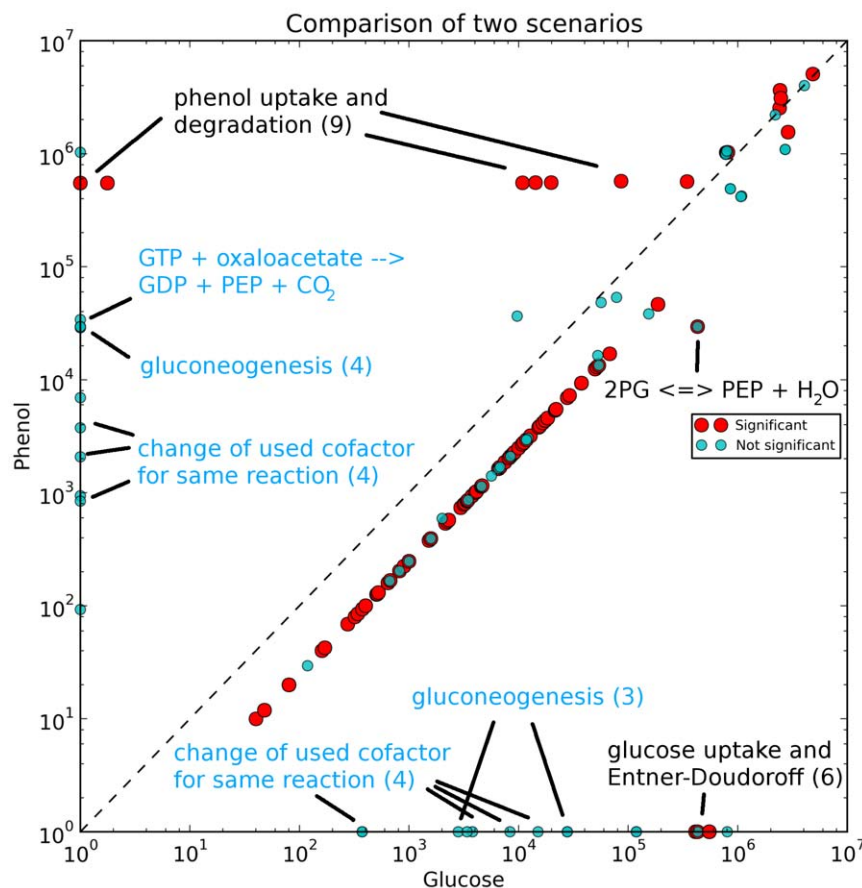 Comparison of two scenarios
10^7
phenol uptake and
degradation (9)
10^6
GTP + oxaloacetate -->
GDP + PEP + CO₂
10^5
gluconeogenesis (4)
10^4
2PG <=> PEP + H₂O
Significant
Not significant
Phenol
change of used cofactor
for same reaction (4)
10^3
10^2
gluconeogenesis (3)
10^1
change of used cofactor
for same reaction (4)
glucose uptake and
Entner-Doudoroff (6)
10^0
10^0 10^2 10^3 10^4 10^5 10^6 10^7
Glucose